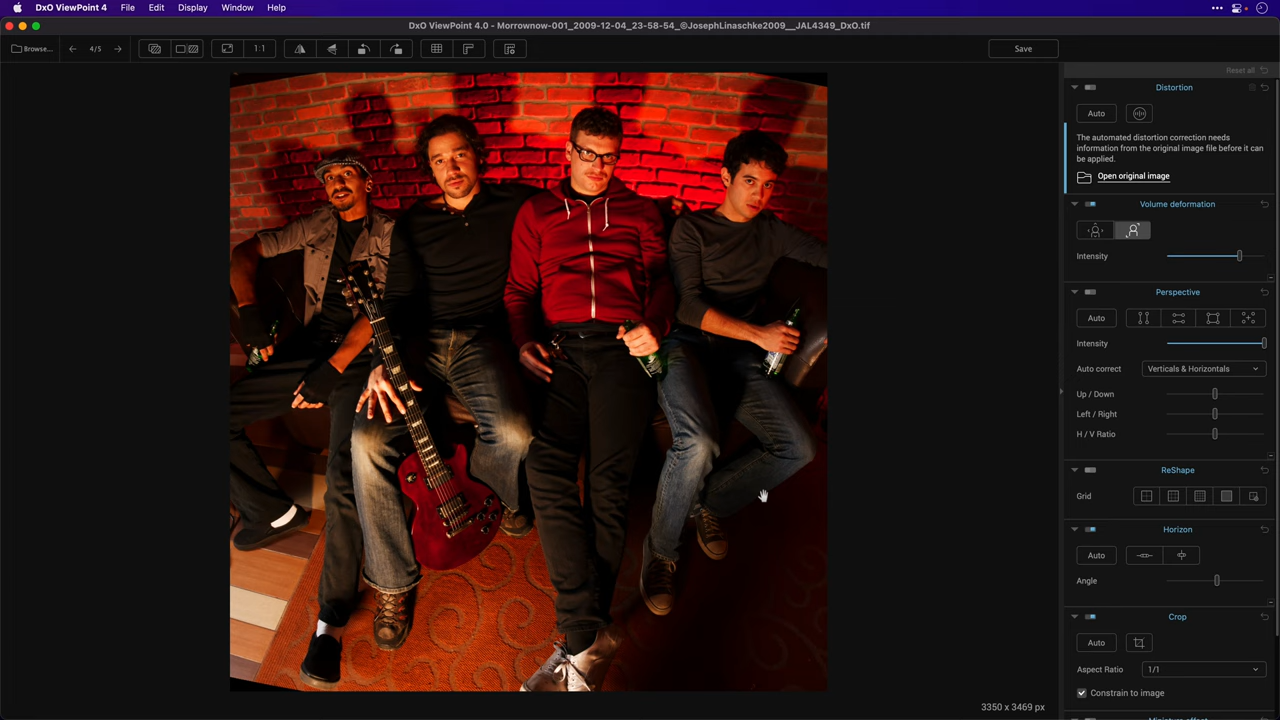 DxO ViewPoint 4 File Edit Display Window Help
DxO ViewPoint 4.0 - Morrownow-001_2009-12-04_23-58-54_©JosephLinaschke2009__JAL4349_DxO.tif
Browse... 4/5 1:1 Save
Reset all
Distortion
Auto
The automated distortion correction needs
information from the original image file before it can
be applied.
Open original image
Volume deformation
Intensity
Perspective
Auto
Intensity
Auto correct Verticals & Horizontals
Up / Down
Left / Right
H / V Ratio
ReShape
Grid
Horizon
Auto
Angle
Crop
Auto
Aspect Ratio 1/1
Constrain to image
3350 x 3469 px
Miniature effect